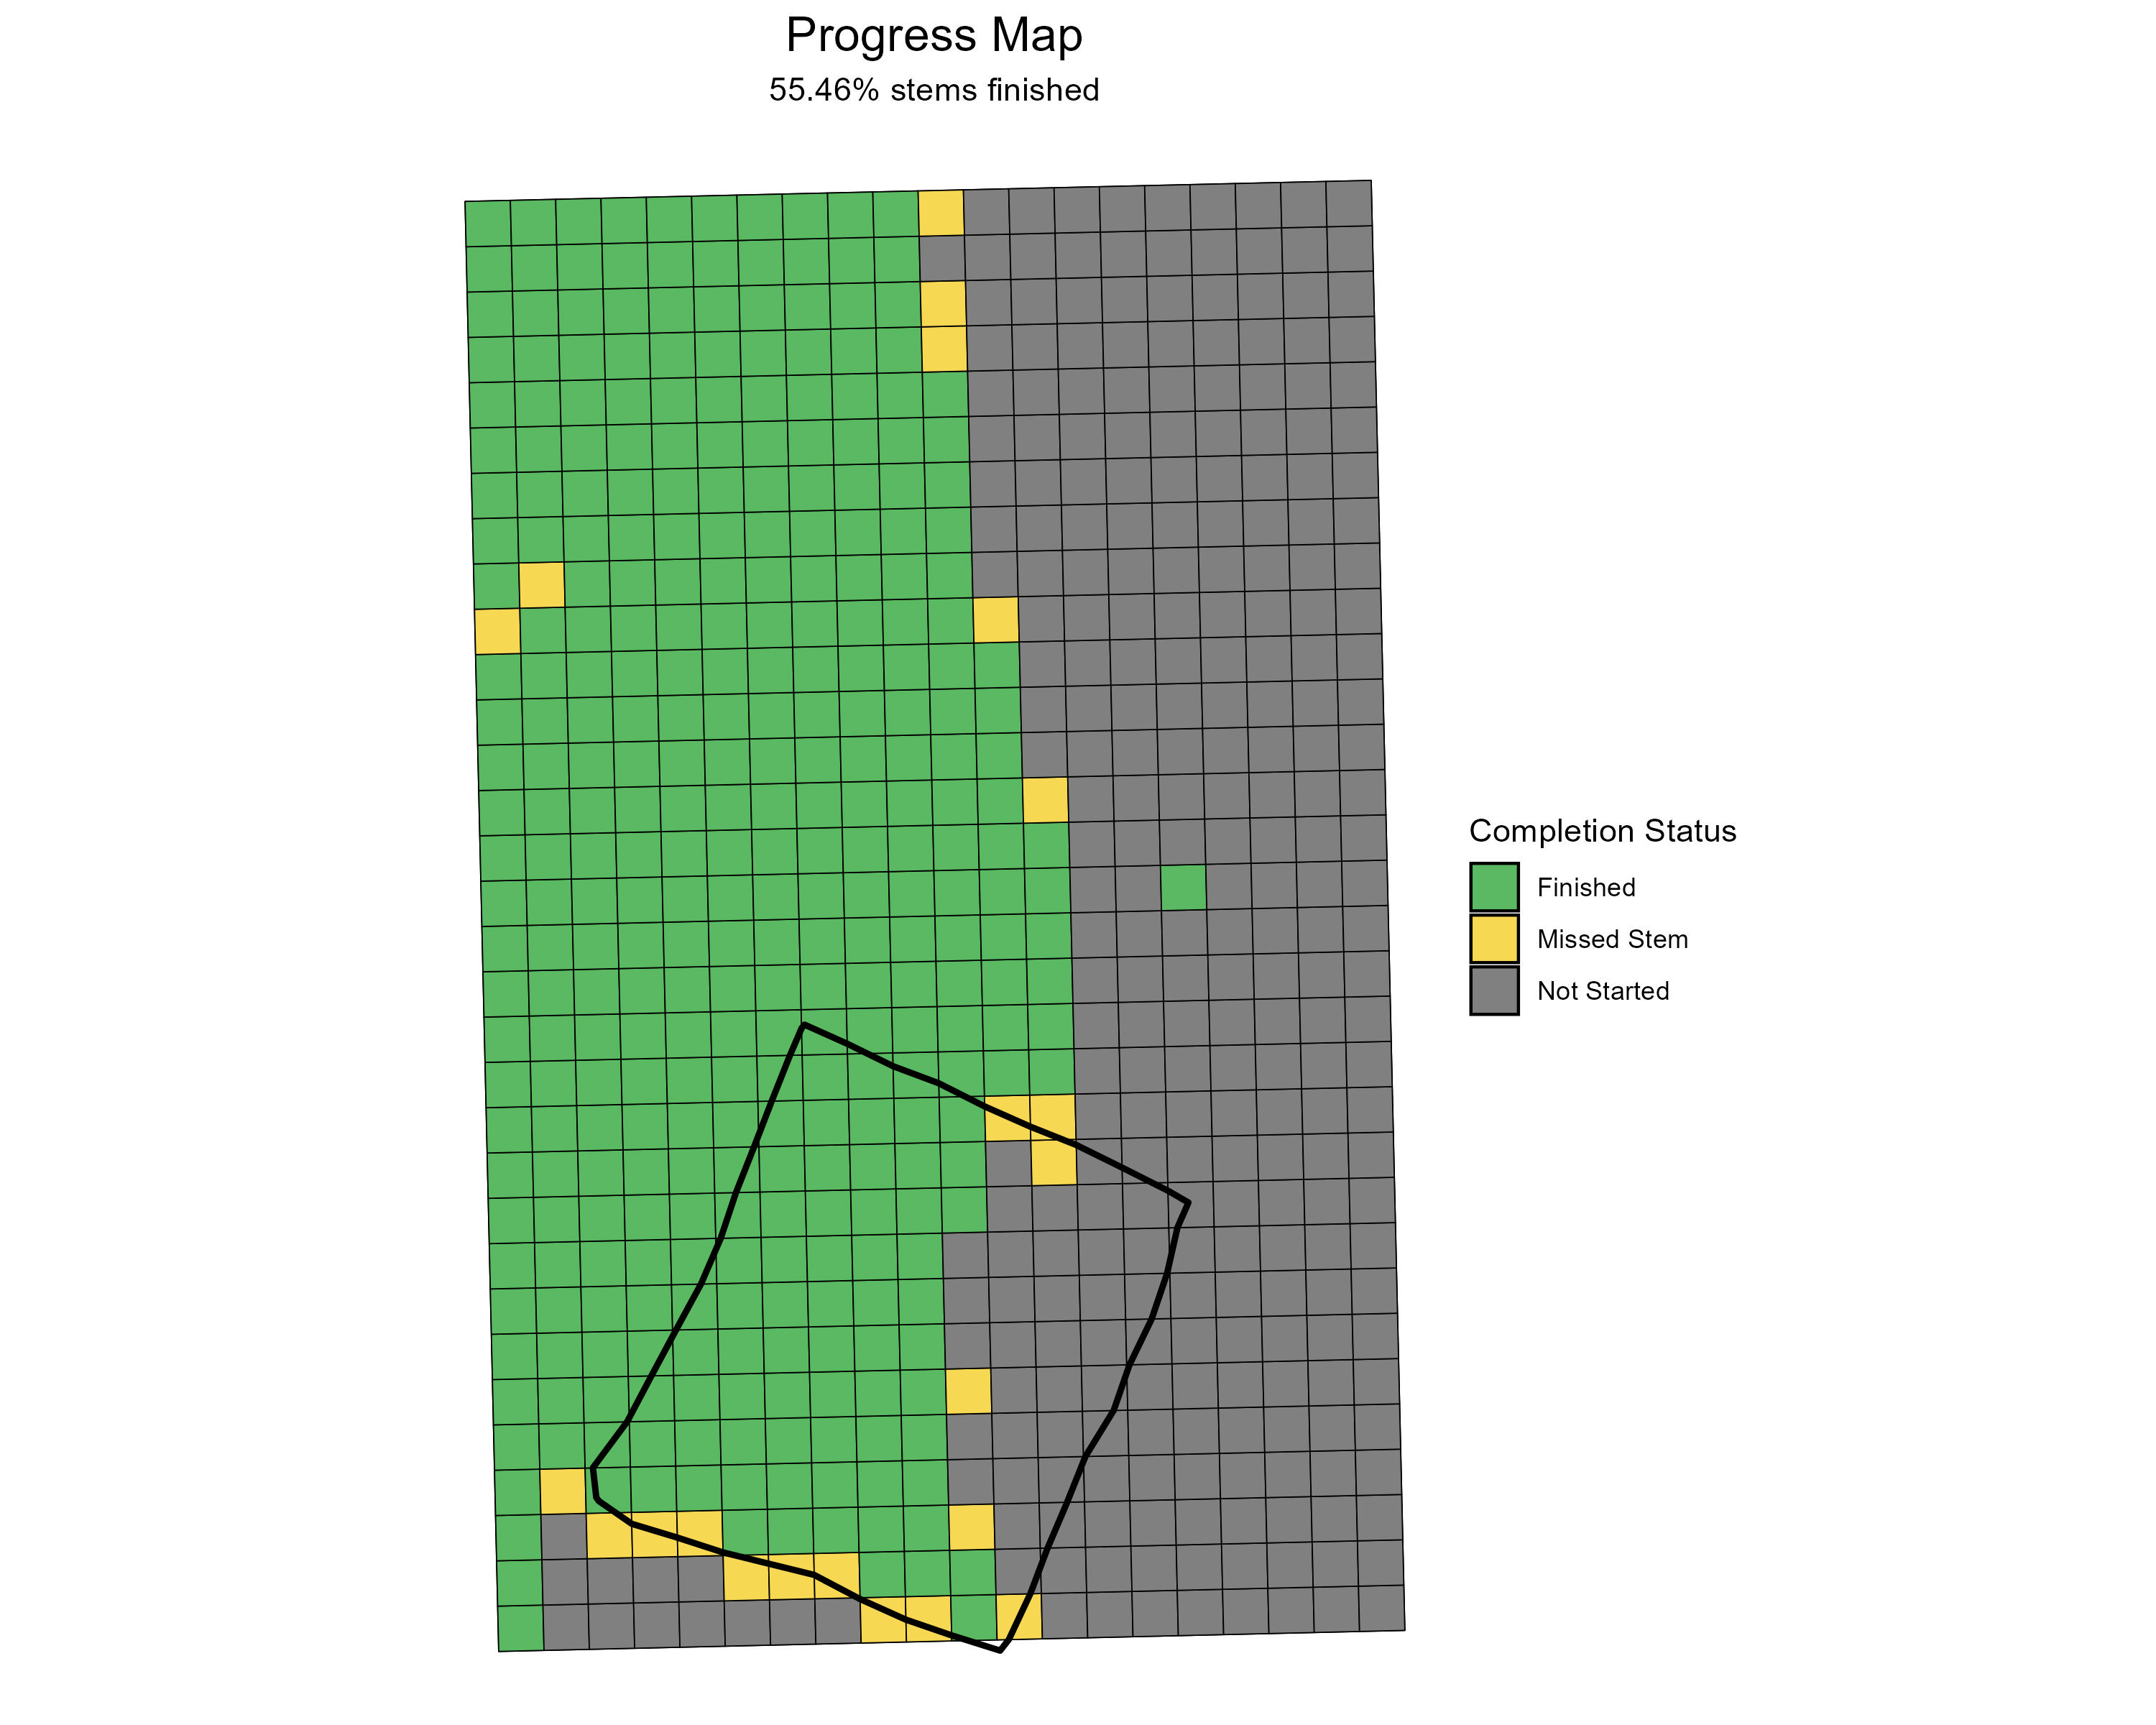 Progress Map
55.46% stems finished
Completion Status
Finished
Missed Stem
Not Started